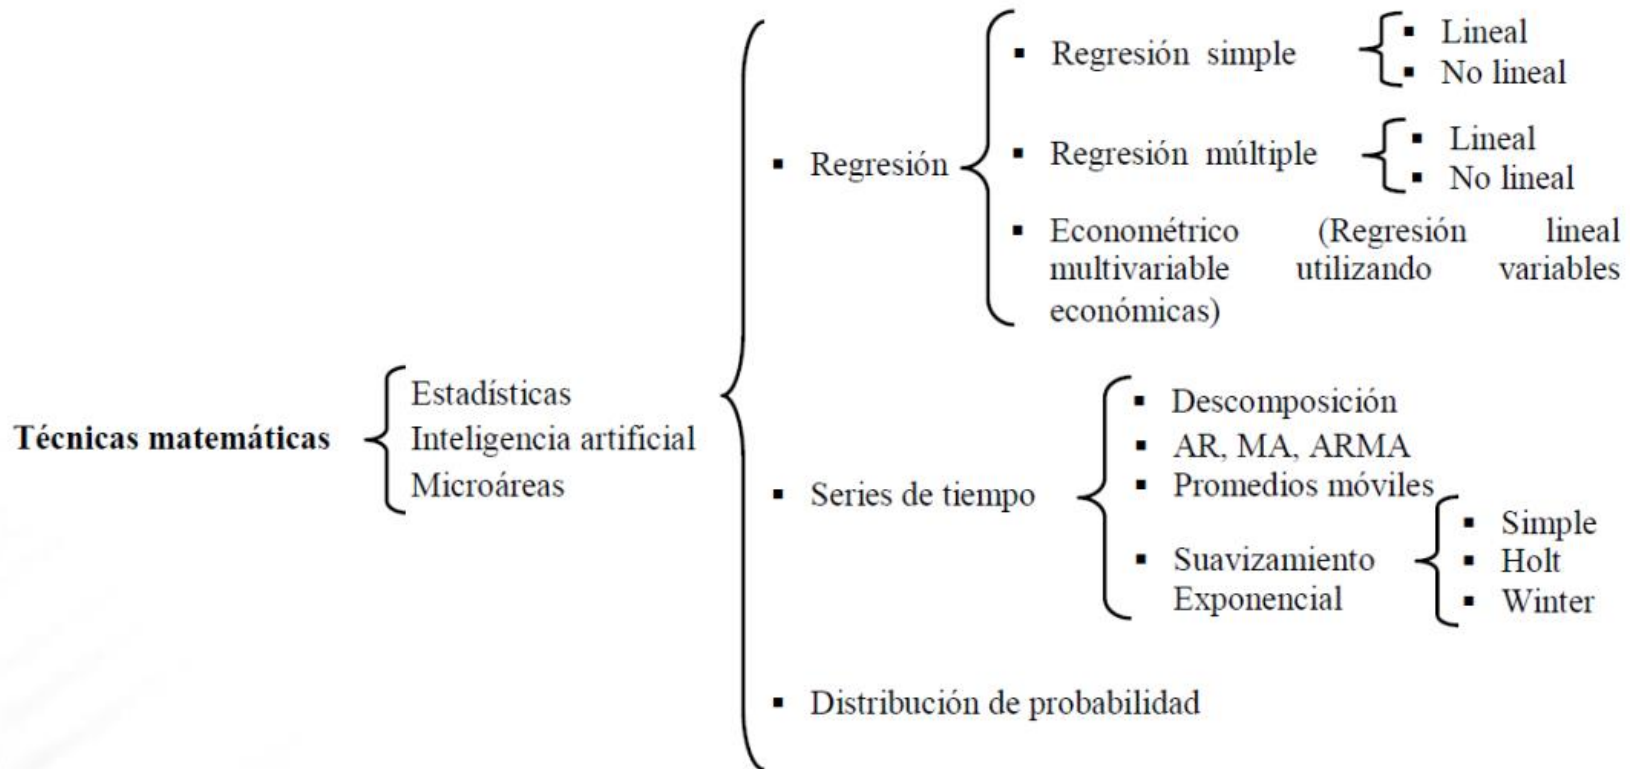 Técnicas matemáticas
Estadísticas
Inteligencia artificial
Microáreas
▪ Regresión
▪ Regresión simple
▪ Lineal
▪ No lineal
▪ Regresión múltiple
▪ Lineal
▪ No lineal
▪ Econométrico (Regresión lineal
multivariable utilizando variables
económicas)
▪ Series de tiempo
▪ Descomposición
▪ AR, MA, ARMA
▪ Promedios móviles
▪ Suavizamiento
Exponencial
▪ Simple
▪ Holt
▪ Winter
▪ Distribución de probabilidad